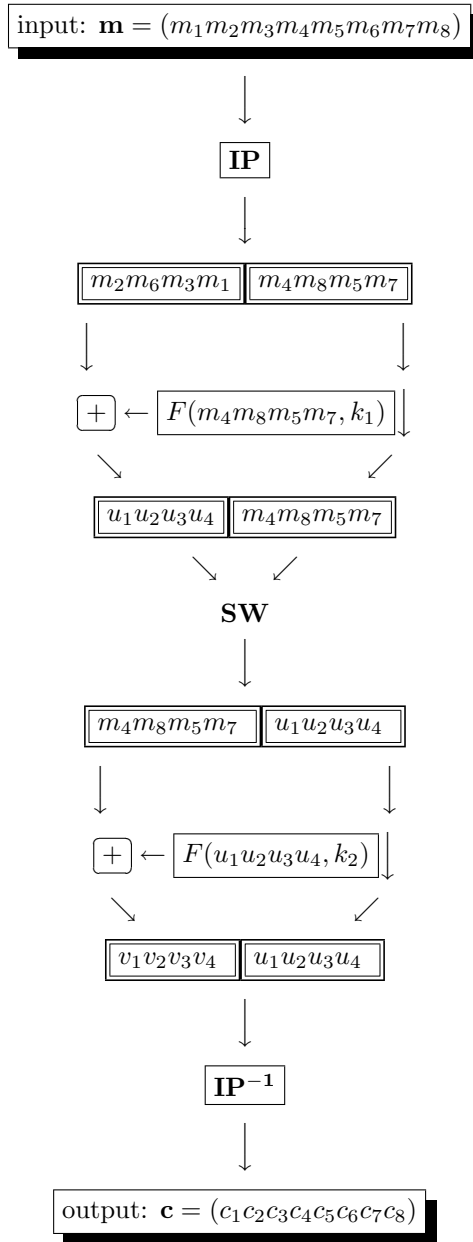 input: m = (m₁m₂m₃m₄m₅m₆m₇m₈)
IP
m₂m₆m₃m₁ m₄m₈m₅m₇
+ ← F(m₄m₈m₅m₇, k₁)
u₁u₂u₃u₄ m₄m₈m₅m₇
SW
m₄m₈m₅m₇ u₁u₂u₃u₄
+ ← F(u₁u₂u₃u₄, k₂)
v₁v₂v₃v₄ u₁u₂u₃u₄
IP⁻¹
output: c = (c₁c₂c₃c₄c₅c₆c₇c₈)